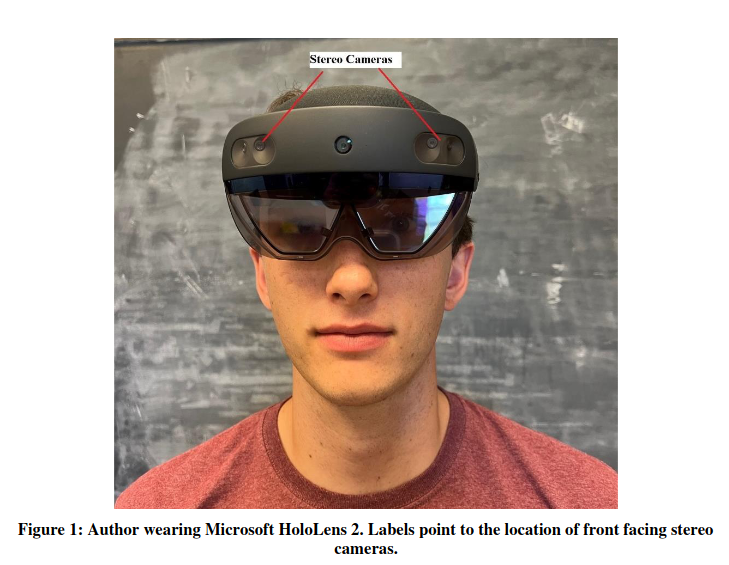 Stereo Cameras
Figure 1: Author wearing Microsoft HoloLens 2. Labels point to the location of front facing stereo
cameras.